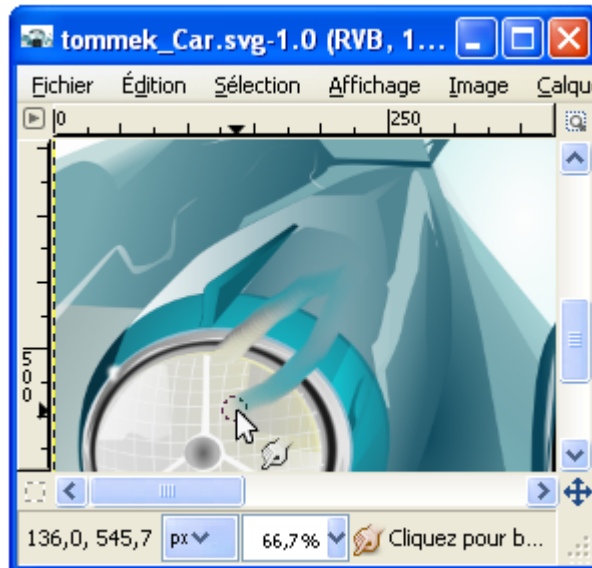 tommek_Car.svg-1.0 (RVB, 1...
Fichier Édition Sélection Affichage Image Calqu
0 250
500
136,0, 545,7 px 66,7% Cliquez pour b...